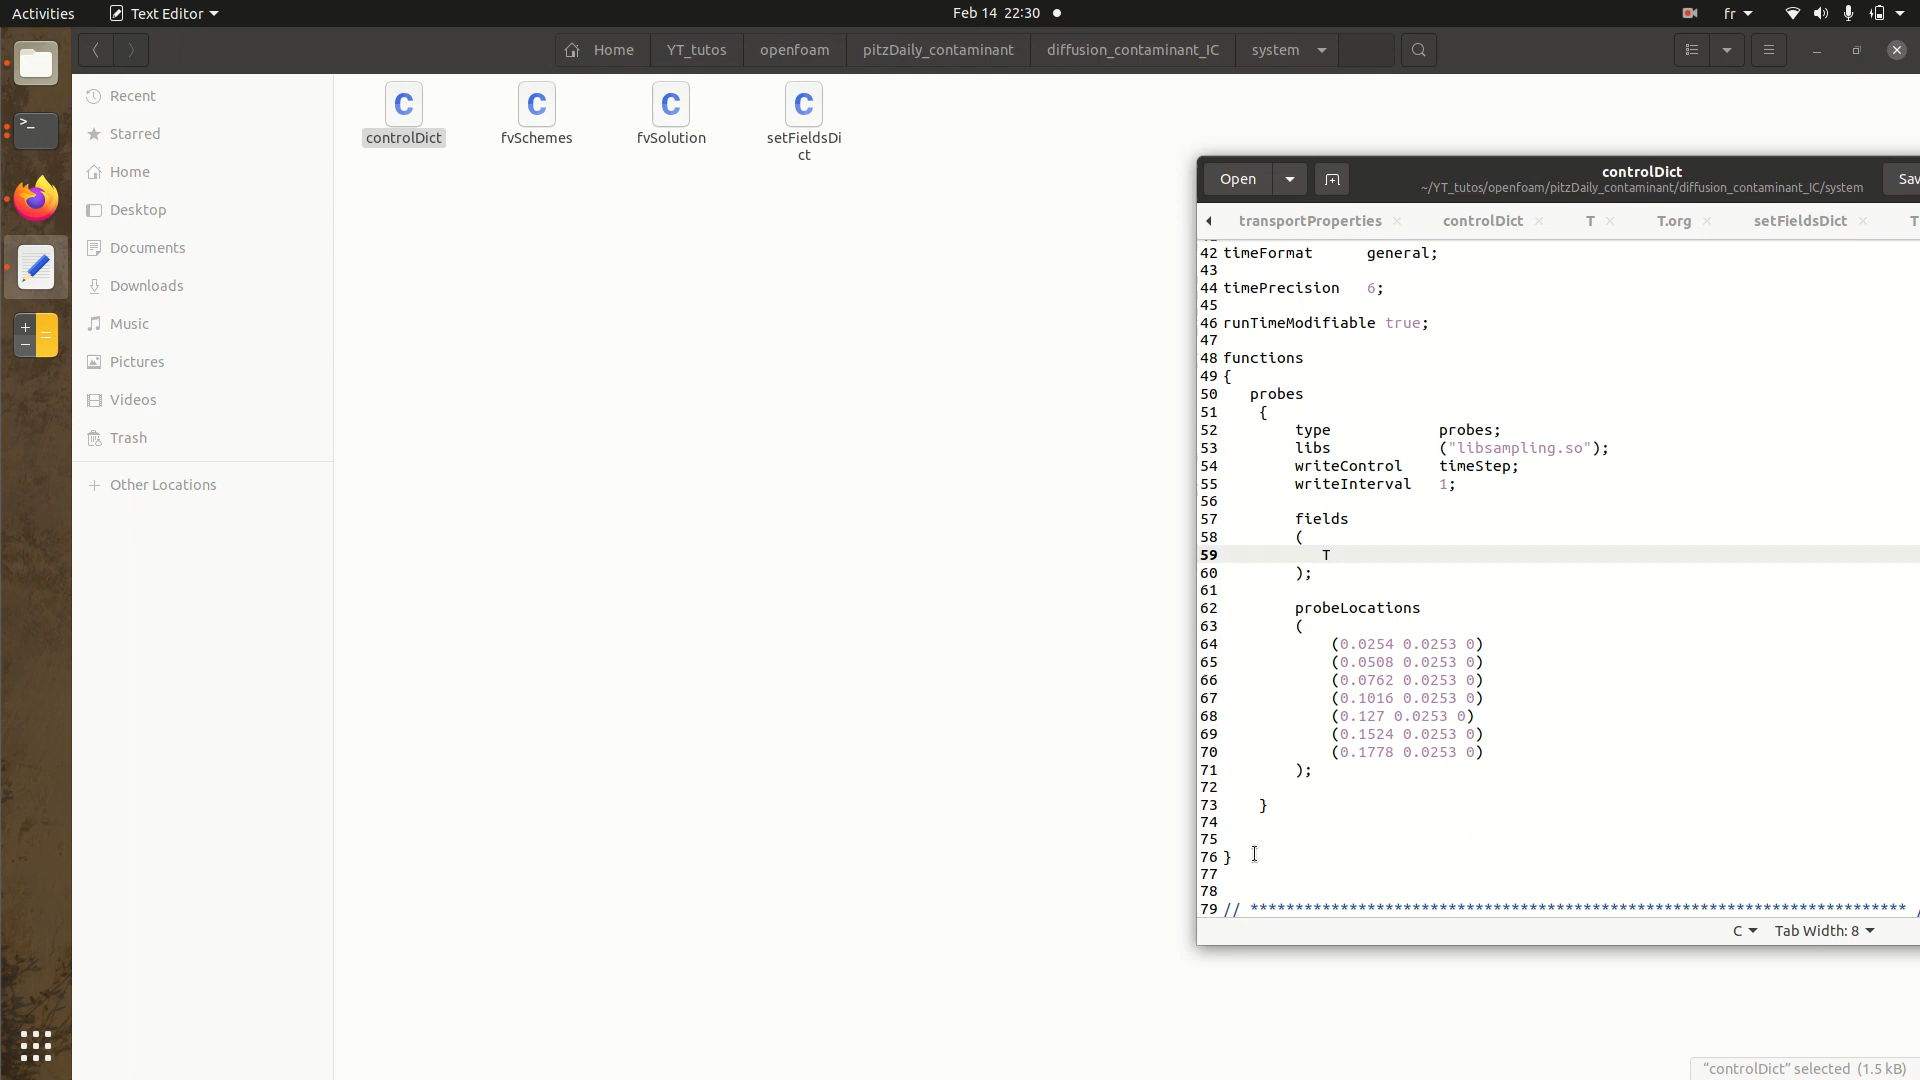 Activities Text Editor Feb 14 22:30 fr
Home YT_tutos openfoam pitzDaily_contaminant diffusion_contaminant_IC system
Recent
Starred
Home
Desktop
Documents
Downloads
Music
Pictures
Videos
Trash
Other Locations
controlDict fvSchemes fvSolution setFieldsDi
ct
Open controlDict
~/YT_tutos/openfoam/pitzDaily_contaminant/diffusion_contaminant_IC/system
Sav
transportProperties controlDict T T.org setFieldsDict T
42 timeFormat general;
43
44 timePrecision 6;
45
46 runTimeModifiable true;
47
48 functions
49 {
50 probes
51 {
52 type probes;
53 libs ("libsampling.so");
54 writeControl timeStep;
55 writeInterval 1;
56
57 fields
58 (
59 T
60 );
61
62 probeLocations
63 (
64 (0.0254 0.0253 0)
65 (0.0508 0.0253 0)
66 (0.0762 0.0253 0)
67 (0.1016 0.0253 0)
68 (0.127 0.0253 0)
69 (0.1524 0.0253 0)
70 (0.1778 0.0253 0)
71 );
72
73 }
74
75
76 }
77
78
79 // ************************************************************************* /
C Tab Width: 8
"controlDict" selected (1.5 kB)